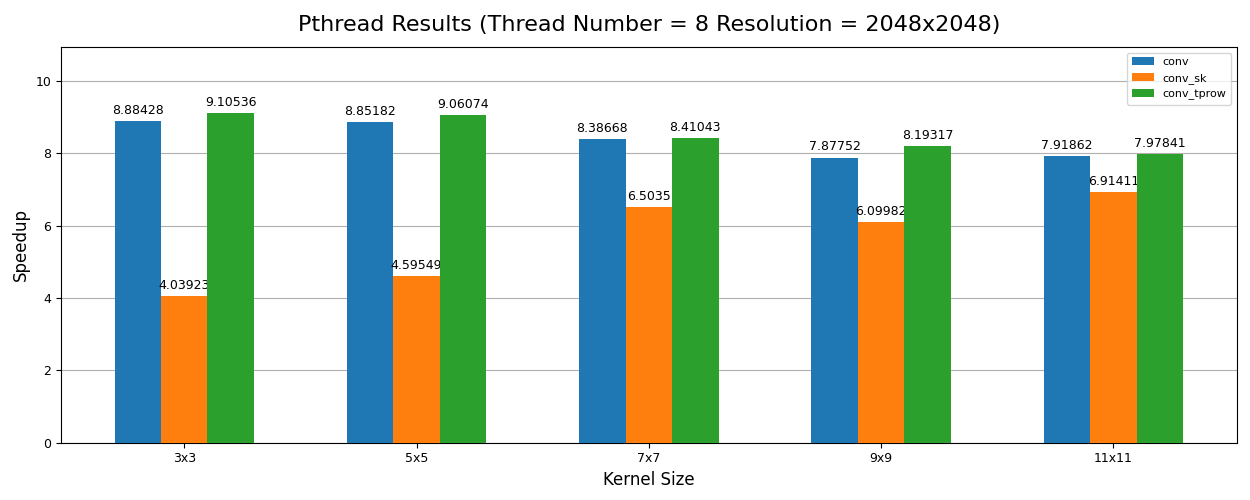 Pthread Results (Thread Number = 8 Resolution = 2048x2048)
conv
conv_sk
conv_tprow
Speedup
10
8
6
4
2
0
8.88428
4.03923
9.10536
8.85182
4.59549
9.06074
8.38668
6.5035
8.41043
7.87752
6.09982
8.19317
7.91862
6.91411
7.97841
3x3
5x5
7x7
9x9
11x11
Kernel Size